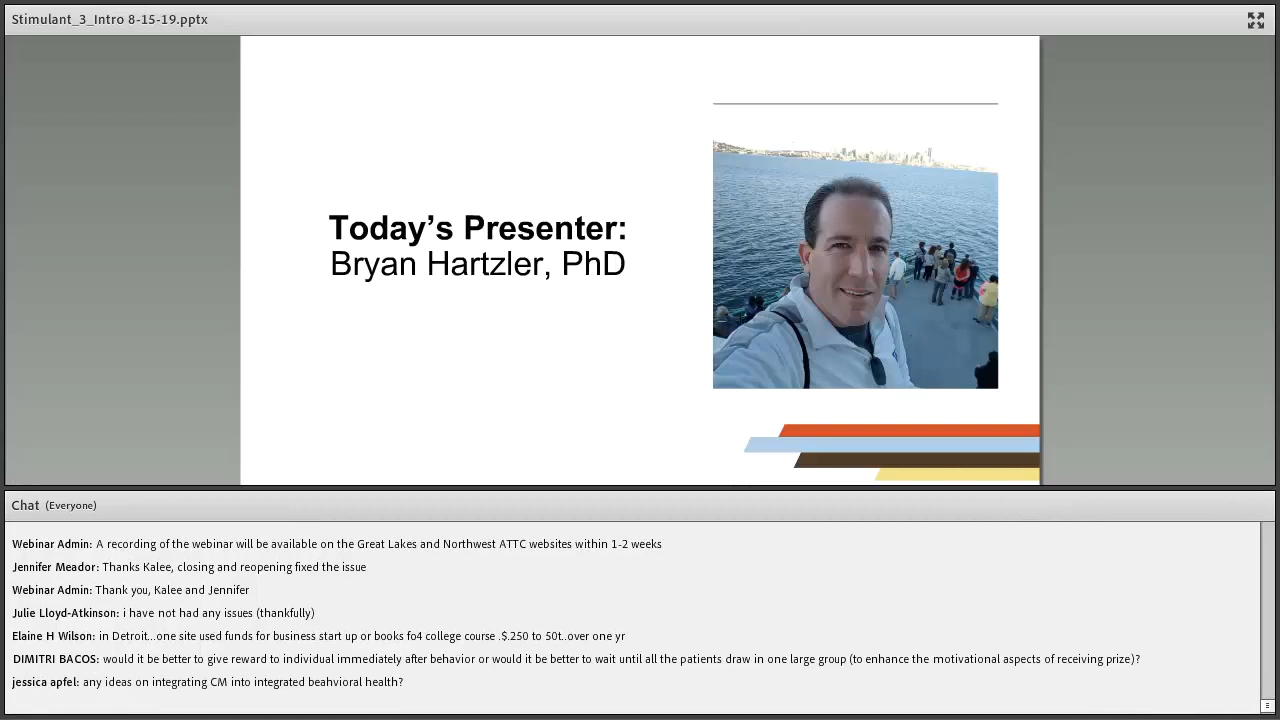 Stimulant_3_Intro 8-15-19.pptx
Today’s Presenter:
Bryan Hartzler, PhD
Chat (Everyone)
Webinar Admin: A recording of the webinar will be available on the Great Lakes and Northwest ATTC websites within 1-2 weeks
Jennifer Meador: Thanks Kalee, closing and reopening fixed the issue
Webinar Admin: Thank you, Kalee and Jennifer
Julie Lloyd-Atkinson: i have not had any issues (thankfully)
Elaine H Wilson: in Detroit...one site used funds for business start up or books fo4 college course .$.250 to 50t..over one yr
DIMITRI BACOS: would it be better to give reward to individual immediately after behavior or would it be better to wait until all the patients draw in one large group (to enhance the motivational aspects of receiving prize)?
jessica apfel: any ideas on integrating CM into integrated beahvioral health?